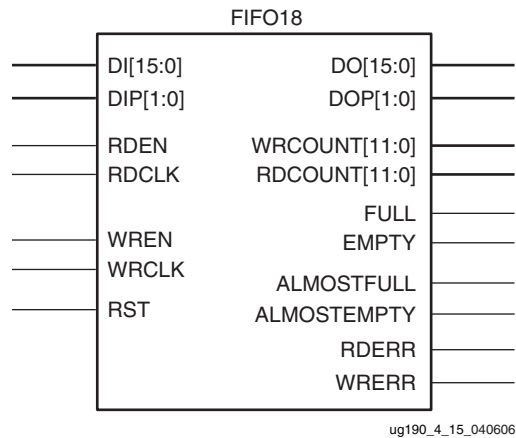 FIFO18
DI[15:0] DO[15:0]
DIP[1:0] DOP[1:0]
RDEN WRCOUNT[11:0]
RDCLK RDCOUNT[11:0]
FULL
WREN EMPTY
WRCLK
ALMOSTFULL
RST ALMOSTEMPTY
RDERR
WRERR
ug190_4_15_040606